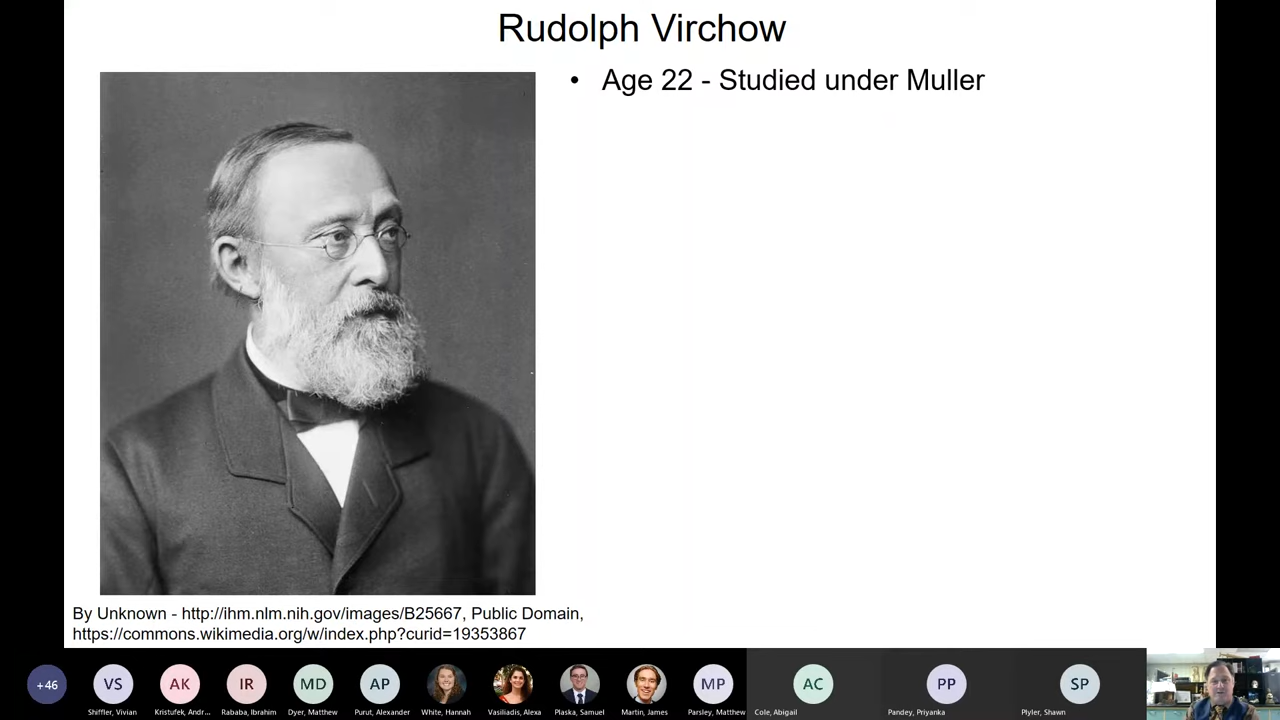 Rudolph Virchow
• Age 22 - Studied under Muller
By Unknown - http://ihm.nlm.nih.gov/images/B25667, Public Domain,
https://commons.wikimedia.org/w/index.php?curid=19353867
+46 VS AK IR MD AP MP AC PP SP
Shiffler, Vivian Kristufek, Andr... Rababa, Ibrahim Dyer, Matthew Purut, Alexander White, Hannah Vasiliadis, Alexa Plaska, Samuel Martin, James Parsley, Matthew Cole, Abigail Pandey, Priyanka Plyler, Shawn